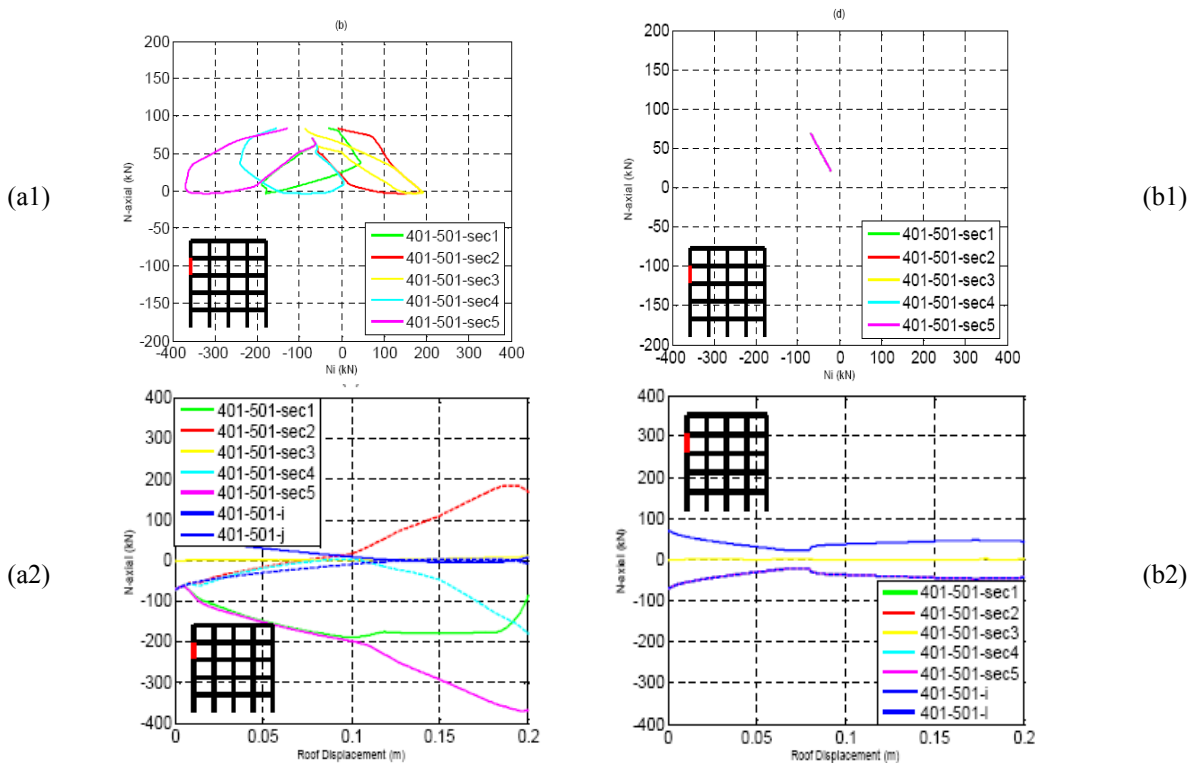 (b)
(d)
(a1)
N-axial (kN)
200
150
100
50
0
-50
-100
-150
-200
-400
-300
-200
-100
0
100
200
300
400
Ni (kN)
401-501-sec1
401-501-sec2
401-501-sec3
401-501-sec4
401-501-sec5
N-axial (kN)
200
150
100
50
0
-50
-100
-150
-200
-400
-300
-200
-100
0
100
200
300
400
Ni (kN)
401-501-sec1
401-501-sec2
401-501-sec3
401-501-sec4
401-501-sec5
(b1)
(a2)
N-axial (kN)
400
300
200
100
0
-100
-200
-300
-400
0
0.05
0.1
0.15
0.2
Roof Displacement (m)
401-501-sec1
401-501-sec2
401-501-sec3
401-501-sec4
401-501-sec5
401-501-i
401-501-j
N-axial (kN)
400
300
200
100
0
-100
-200
-300
-400
0
0.05
0.1
0.15
0.2
Roof Displacement (m)
401-501-sec1
401-501-sec2
401-501-sec3
401-501-sec4
401-501-sec5
401-501-i
401-501-l
(b2)